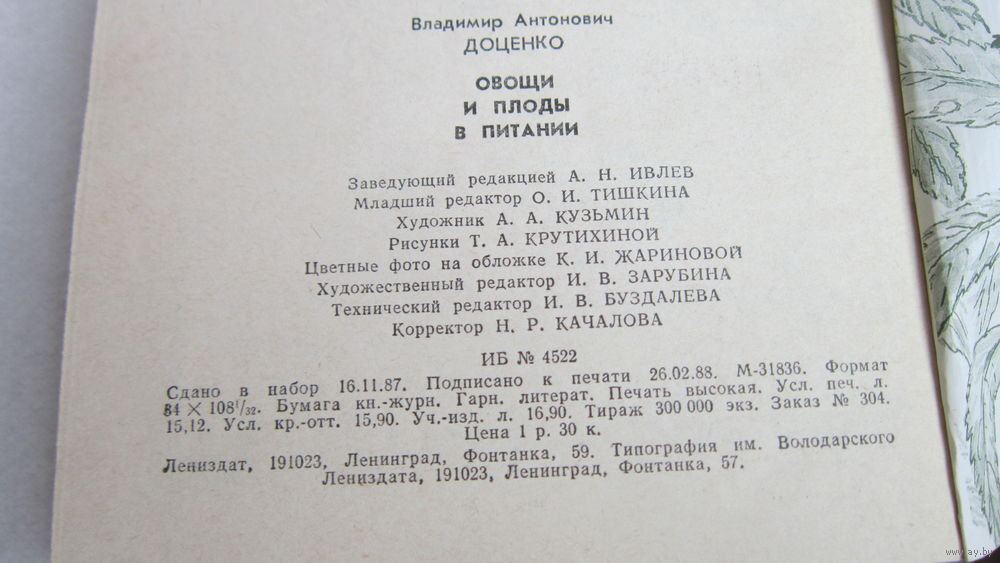 Владимир Антонович
ДОЦЕНКО
ОВОЩИ
И ПЛОДЫ
В ПИТАНИИ
Заведующий редакцией А. Н. ИВЛЕВ
Младший редактор О. И. ТИШКИНА
Художник А. А. КУЗЬМИН
Рисунки Т. А. КРУТИХИНОЙ
Цветные фото на обложке К. И. ЖАРИНОВОЙ
Художественный редактор И. В. ЗАРУБИНА
Технический редактор И. В. БУЗДАЛЕВА
Корректор Н. Р. КАЧАЛОВА
ИБ № 4522
Сдано в набор 16.11.87. Подписано к печати 26.02.88. М-31836. Формат
84 × 108¹/₃₂. Бумага кн.-журн. Гарн. литерат. Печать высокая. Усл. печ. л.
15,12. Усл. кр.-отт. 15,90. Уч.-изд. л. 16,90. Тираж 300 000 экз. Заказ № 304.
Цена 1 р. 30 к.
Лениздат, 191023, Ленинград, Фонтанка, 59. Типография им. Володарского
Лениздата, 191023, Ленинград, Фонтанка, 57.
www.ay.by